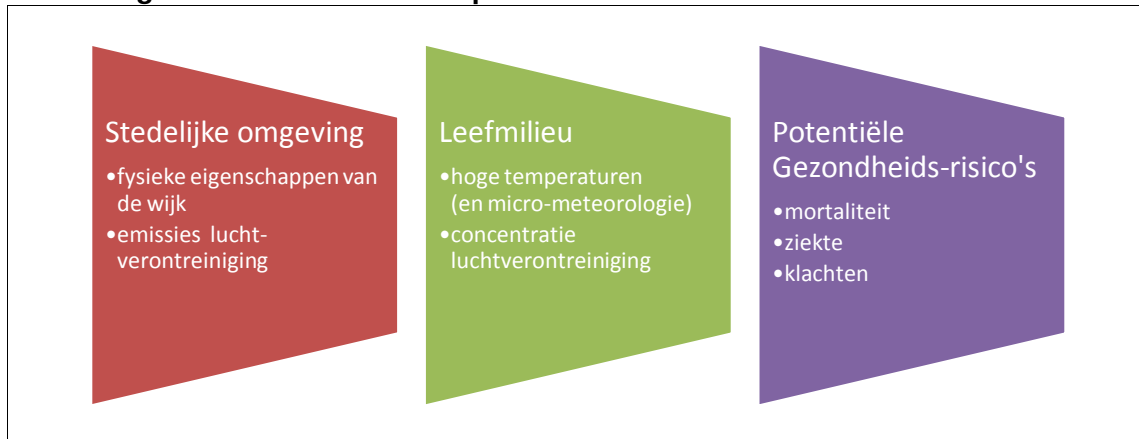 Stedelijke omgeving
•fysieke eigenschappen van
de wijk
•emissies lucht-
verontreiniging
Leefmilieu
•hoge temperaturen
(en micro-meteorologie)
•concentratie
luchtverontreiniging
Potentiële
Gezondheids-risico's
•mortaliteit
•ziekte
•klachten